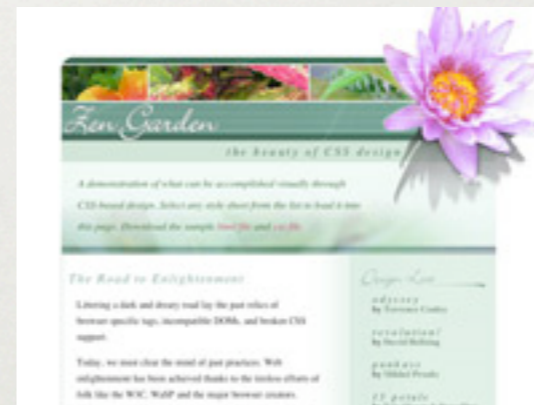 Zen Garden
the beauty of CSS design
A demonstration of what can be accomplished visually through
CSS-based design. Select any style sheet from the list to load it into
this page. Download the sample html file and css file
The Road to Enlightenment
Littering a dark and dreary road lay the past relics of
browser-specific tags, incompatible DOMs, and broken CSS
support.
Today, we must clear the mind of past practices. Web
enlightenment has been achieved thanks to the tireless efforts of
folk like the W3C, WaSP and the major browser creators.
Design List
odyssey
by
revolution!
by David Hellsing
punkass
by Mikhel Proulx
15 petals